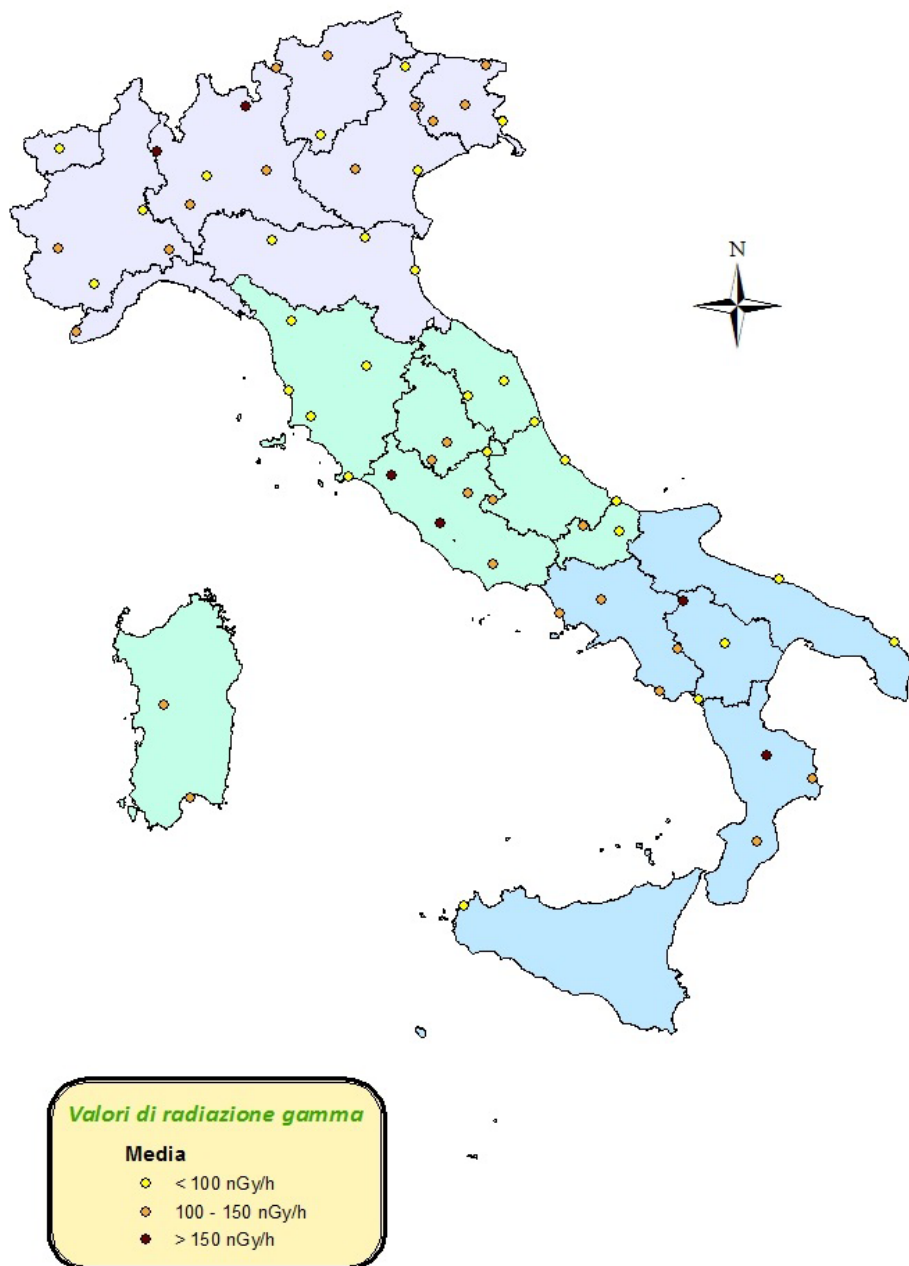 N
Valori di radiazione gamma
Media
< 100 nGy/h
100 - 150 nGy/h
> 150 nGy/h